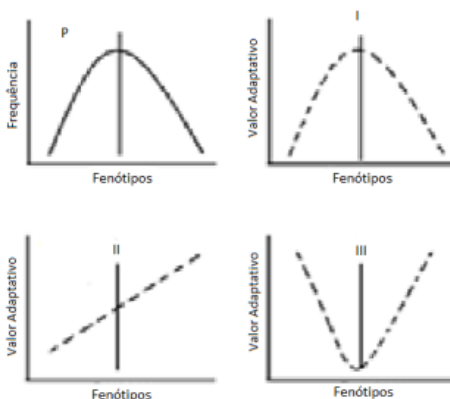 P
Frequência
Fenótipos
I
Valor Adaptativo
Fenótipos
II
Valor Adaptativo
Fenótipos
III
Valor Adaptativo
Fenótipos